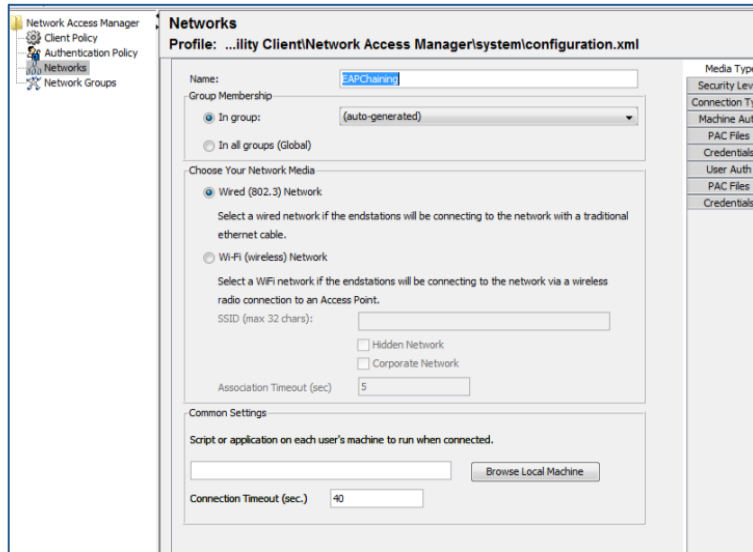 Network Access Manager
Client Policy
Authentication Policy
Networks
Network Groups
Networks
Profile: ...ility Client\Network Access Manager\system\configuration.xml
Name:
EAPChaining
Group Membership
In group:
(auto-generated)
In all groups (Global)
Choose Your Network Media
Wired (802.3) Network
Select a wired network if the endstations will be connecting to the network with a traditional
ethernet cable.
Wi-Fi (wireless) Network
Select a WiFi network if the endstations will be connecting to the network via a wireless
radio connection to an Access Point.
SSID (max 32 chars):
Hidden Network
Corporate Network
Association Timeout (sec)
5
Common Settings
Script or application on each user's machine to run when connected.
Browse Local Machine
Connection Timeout (sec.)
40
Media Type
Security Lev
Connection Ty
Machine Aut
PAC Files
Credentials
User Auth
PAC Files
Credentials